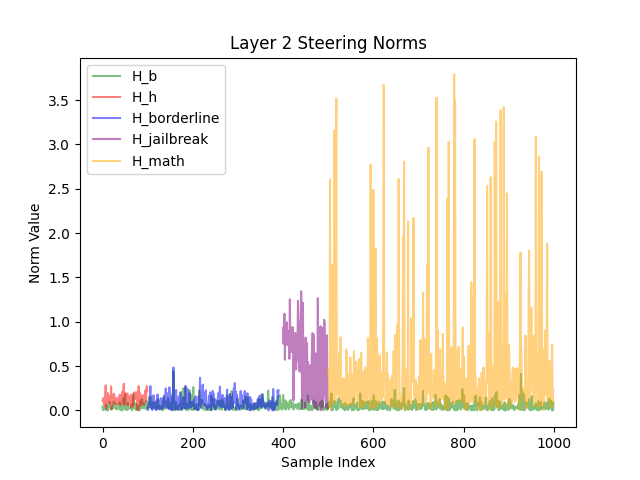 Layer 2 Steering Norms
H_b
H_h
H_borderline
H_jailbreak
H_math
Norm Value
3.5
3.0
2.5
2.0
1.5
1.0
0.5
0.0
0 200 400 600 800 1000
Sample Index